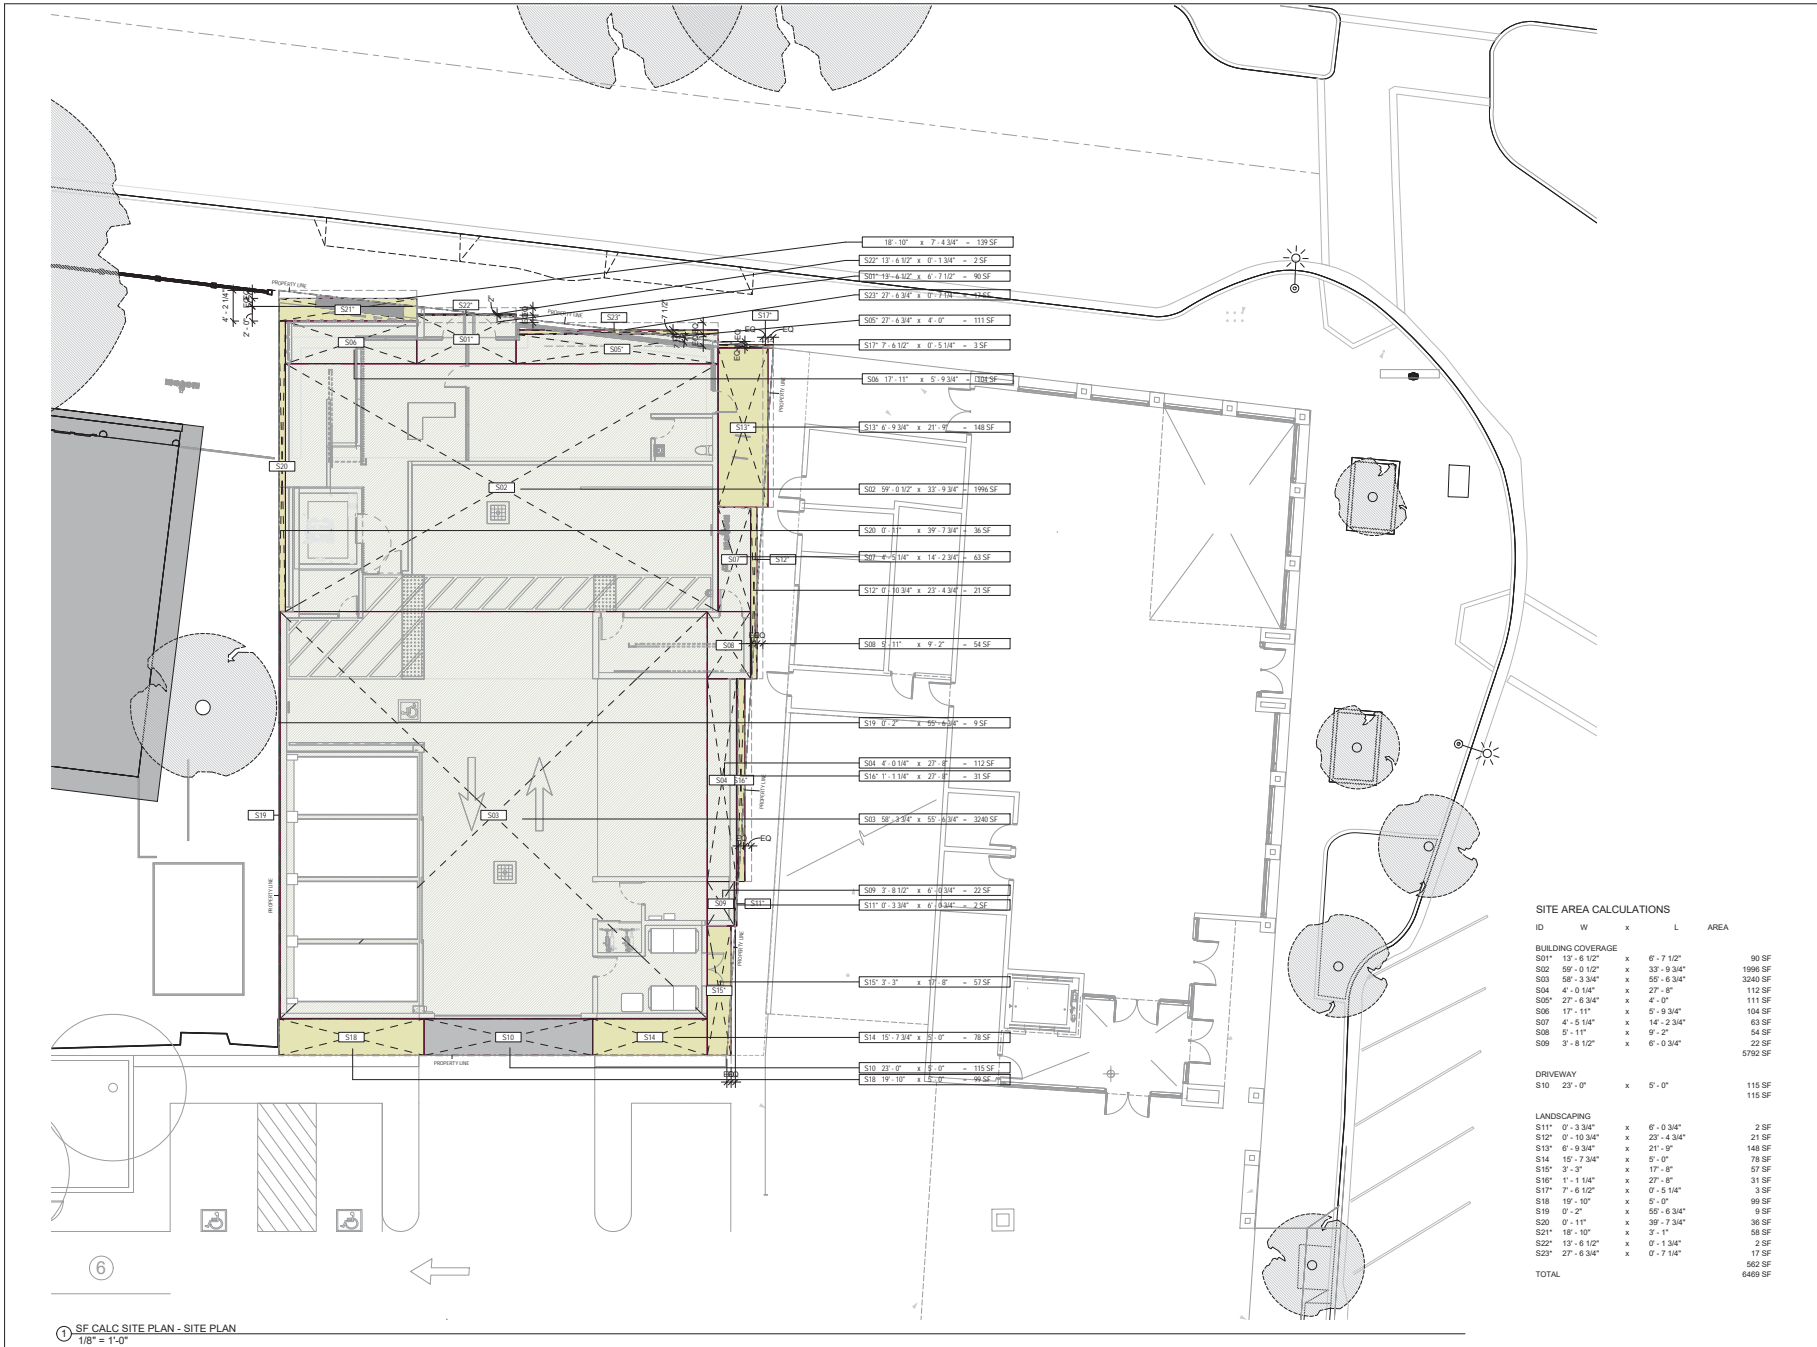 18' - 10" x 7' - 4 3/4" = 139 SF
S22* 13' - 6 1/2" x 0' - 1 3/4" = 2 SF
S01* 13' - 6 1/2" x 6' - 7 1/2" = 90 SF
S23* 27' - 6 3/4" x 0' - 7 1/4" = 17 SF
S05* 27' - 6 3/4" x 4' - 0" = 111 SF
S17* 7' - 6 1/2" x 0' - 5 1/4" = 3 SF
S06 17' - 11" x 5' - 9 3/4" = 104 SF
S13* 6' - 9 3/4" x 21' - 9" = 148 SF
S02 59' - 0 1/2" x 33' - 9 3/4" = 1996 SF
S20 0' - 11" x 39' - 7 3/4" = 36 SF
S07 4' - 5 1/4" x 14' - 2 3/4" = 63 SF
S12* 0' - 10 3/4" x 23' - 4 3/4" = 21 SF
S08 5' - 11" x 9' - 2" = 54 SF
S19 0' - 2" x 55' - 6 3/4" = 9 SF
S04 4' - 0 1/4" x 27' - 8" = 112 SF
S16* 1' - 1 1/4" x 27' - 8" = 31 SF
S03 58' - 3 3/4" x 55' - 6 3/4" = 3240 SF
S09 3' - 8 1/2" x 6' - 0 3/4" = 22 SF
S11* 0' - 3 3/4" x 6' - 0 3/4" = 2 SF
S15* 3' - 3" x 17' - 8" = 57 SF
S14 15' - 7 3/4" x 5' - 0" = 78 SF
S10 23' - 0" x 5' - 0" = 115 SF
S18 19' - 10" x 5' - 0" = 99 SF
PROPERTY LINE
4' - 2 1/4"
2' - 0"
S21*
S22*
PROPERTY LINE
S23*
7 1/2"
S17*
EQ
EQ
EQ
S06
S01*
S05*
PROPERTY LINE
S13*
S20
S02
S07
S12*
S08
S04
S16*
PROPERTY LINE
S19
S03
EQ
EQ
PROPERTY LINE
S09
S11*
PROPERTY LINE
S15*
S18
S10
S14
PROPERTY LINE
6
SITE AREA CALCULATIONS
ID W x L AREA
BUILDING COVERAGE
S01* 13' - 6 1/2" x 6' - 7 1/2" 90 SF
S02 59' - 0 1/2" x 33' - 9 3/4" 1996 SF
S03 58' - 3 3/4" x 55' - 6 3/4" 3240 SF
S04 4' - 0 1/4" x 27' - 8" 112 SF
S05* 27' - 6 3/4" x 4' - 0" 111 SF
S06 17' - 11" x 5' - 9 3/4" 104 SF
S07 4' - 5 1/4" x 14' - 2 3/4" 63 SF
S08 5' - 11" x 9' - 2" 54 SF
S09 3' - 8 1/2" x 6' - 0 3/4" 22 SF
5792 SF
DRIVEWAY
S10 23' - 0" x 5' - 0" 115 SF
115 SF
LANDSCAPING
S11* 0' - 3 3/4" x 6' - 0 3/4" 2 SF
S12* 0' - 10 3/4" x 23' - 4 3/4" 21 SF
S13* 6' - 9 3/4" x 21' - 9" 148 SF
S14 15' - 7 3/4" x 5' - 0" 78 SF
S15* 3' - 3" x 17' - 8" 57 SF
S16* 1' - 1 1/4" x 27' - 8" 31 SF
S17* 7' - 6 1/2" x 0' - 5 1/4" 3 SF
S18 19' - 10" x 5' - 0" 99 SF
S19 0' - 2" x 55' - 6 3/4" 9 SF
S20 0' - 11" x 39' - 7 3/4" 36 SF
S21* 18' - 10" x 3' - 1" 58 SF
S22* 13' - 6 1/2" x 0' - 1 3/4" 2 SF
S23* 27' - 6 3/4" x 0' - 7 1/4" 17 SF
562 SF
TOTAL 6469 SF
1 SF CALC SITE PLAN - SITE PLAN
1/8" = 1'-0"